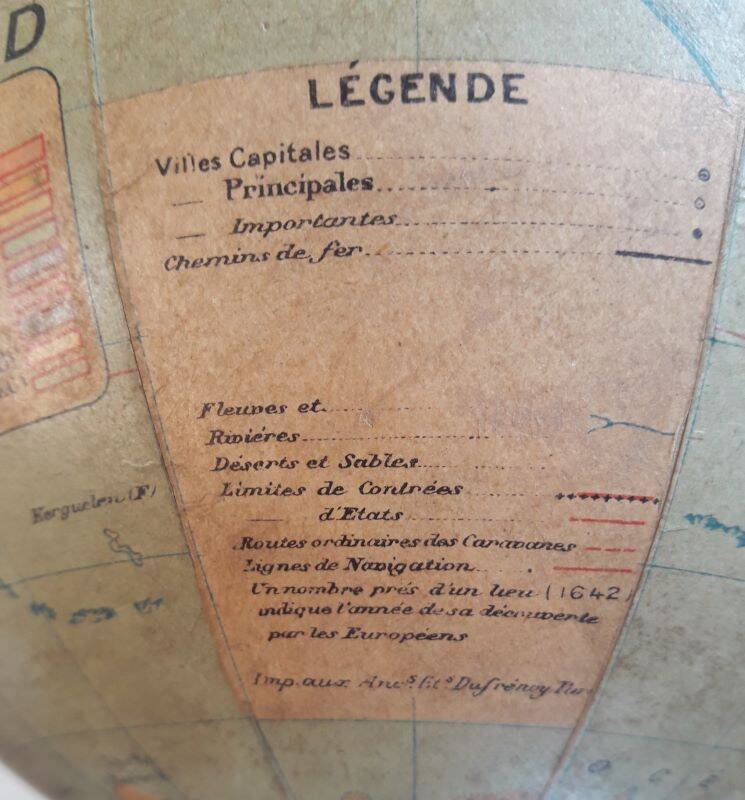 D
LÉGENDE
Villes Capitales
— Principales
— Importantes
Chemins de fer
Fleuves et
Rivières
Déserts et Sables
Limites de Contrées
— d'Etats
Routes ordinaires des Caravanes
Lignes de Navigation
Un nombre prés d'un lieu (1642)
indique l'année de sa découverte
par les Européens
Imp. aux Anc.s Et.s Dufrénoy
Kerguelen (F)
O C É